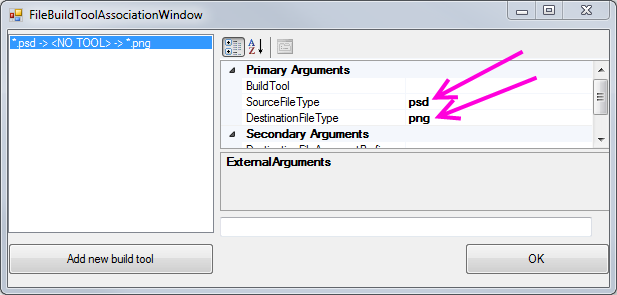 FileBuildToolAssociationWindow
*.psd -> <NO TOOL> -> *.png
Primary Arguments
BuildTool
SourceFileType psd
DestinationFileType png
Secondary Arguments
ExternalArguments
Add new build tool
OK